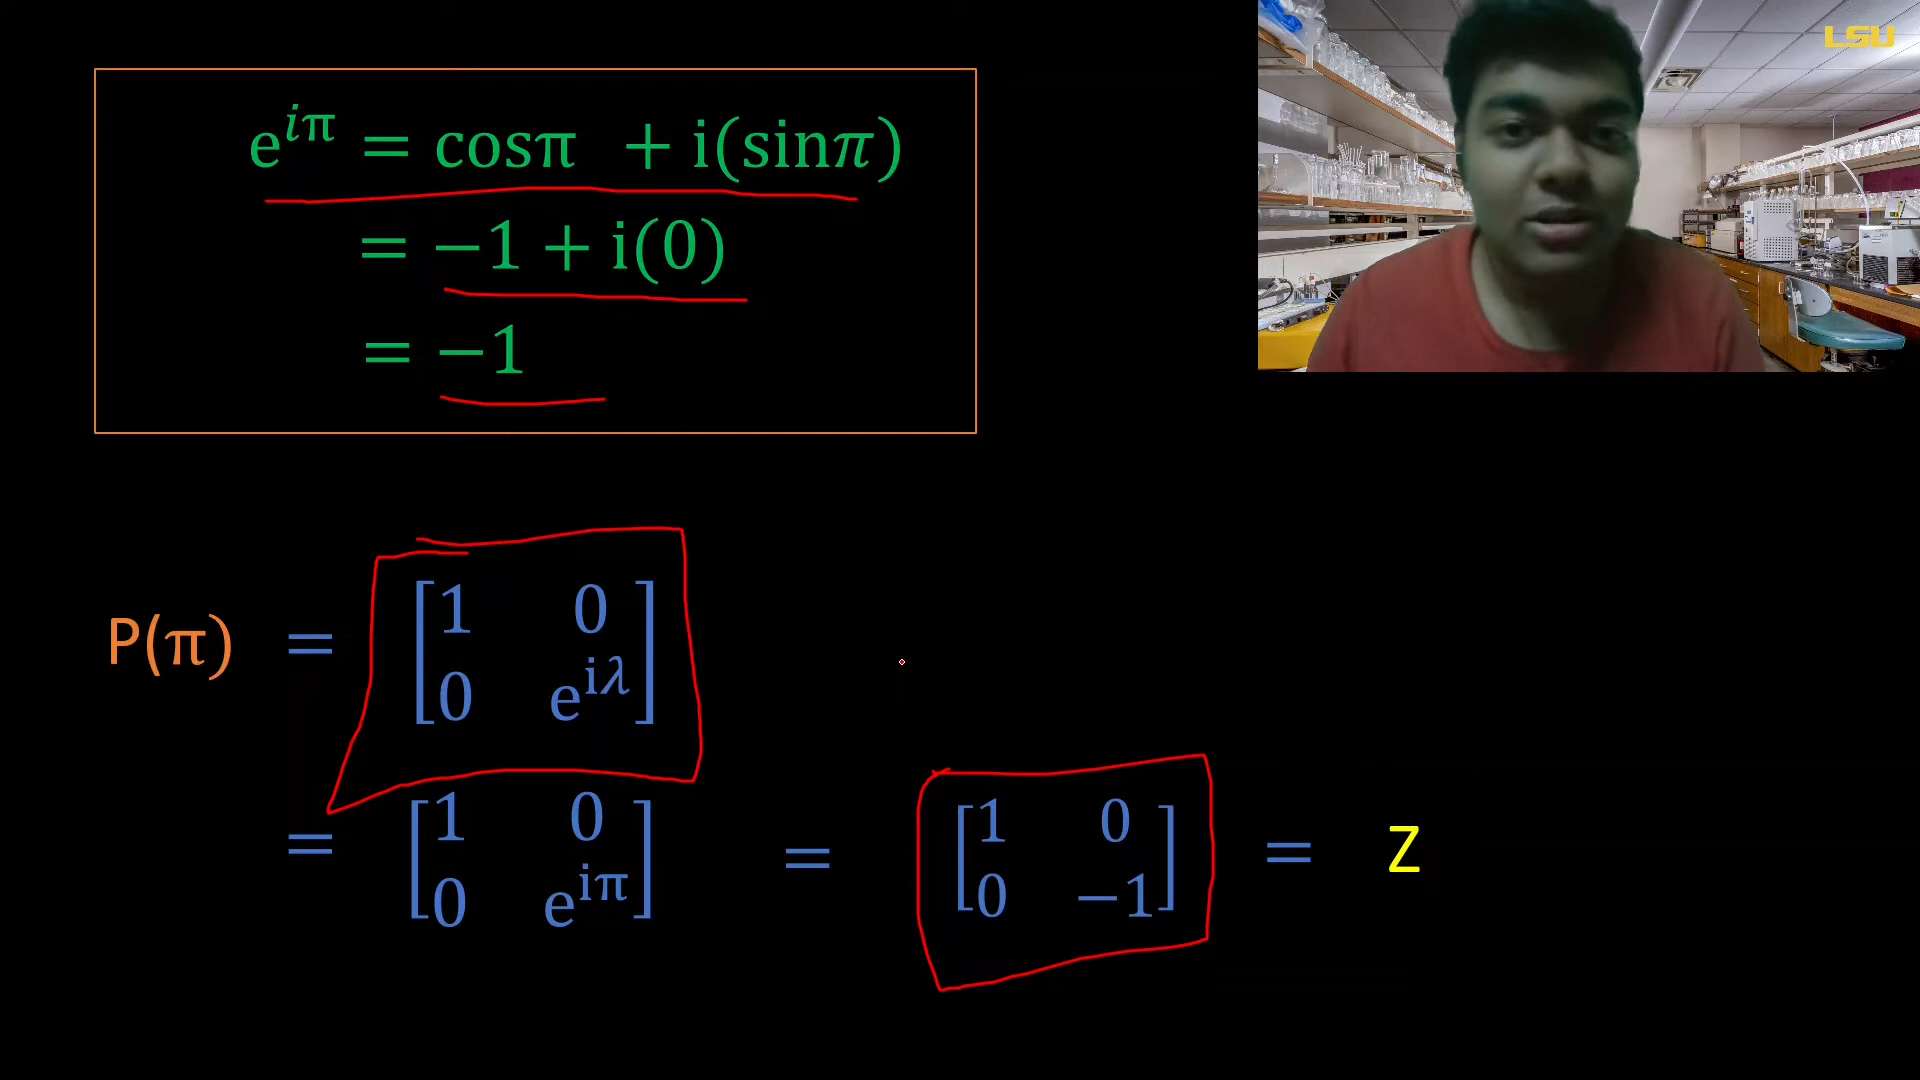 e^{iπ} = cosπ + i(sinπ)
= −1 + i(0)
= −1
LSU
P(π) = [1 0
0 e^{iλ}]
= [1 0
0 e^{iπ}] = [1 0
0 −1] = Z